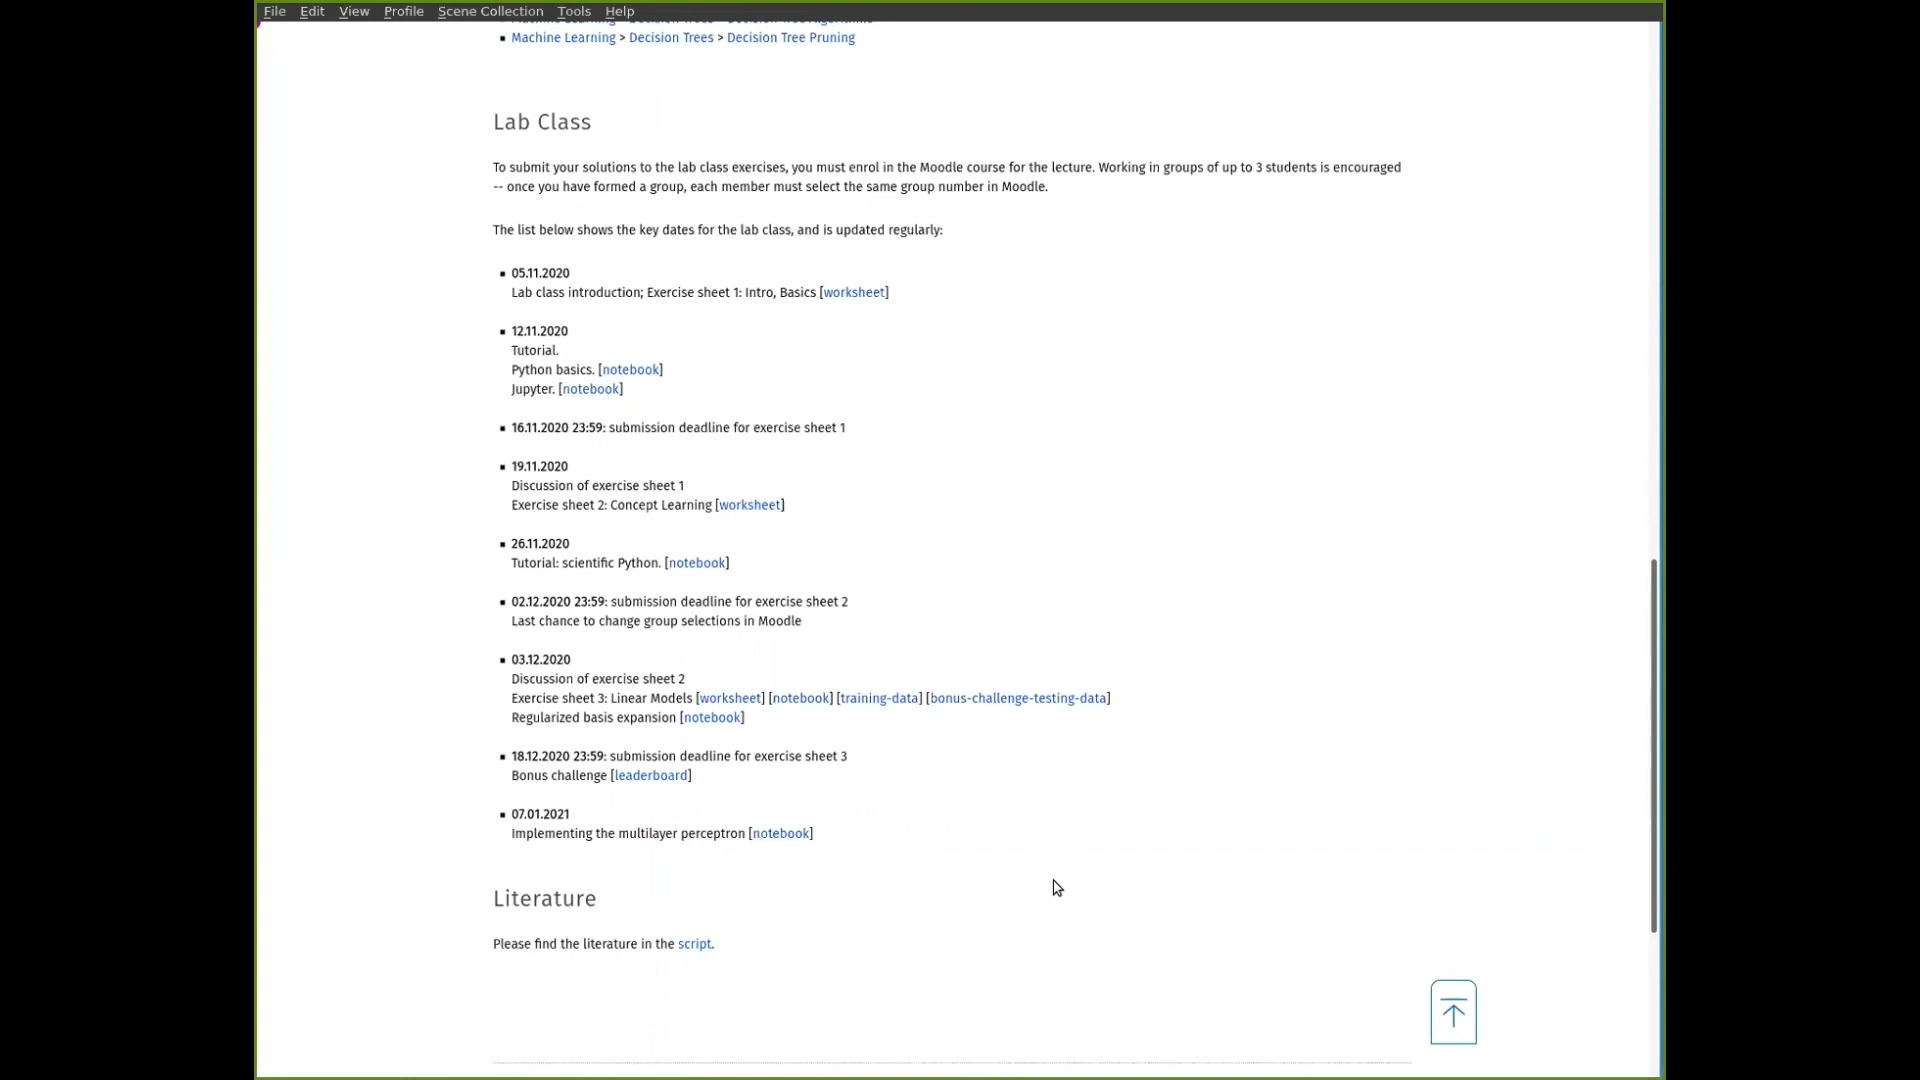 File Edit View Profile Scene Collection Tools Help
Machine Learning > Decision Trees > Decision Tree Algorithms
Machine Learning > Decision Trees > Decision Tree Pruning
Lab Class
To submit your solutions to the lab class exercises, you must enrol in the Moodle course for the lecture. Working in groups of up to 3 students is encouraged
-- once you have formed a group, each member must select the same group number in Moodle.
The list below shows the key dates for the lab class, and is updated regularly:
05.11.2020
Lab class introduction; Exercise sheet 1: Intro, Basics [worksheet]
12.11.2020
Tutorial.
Python basics. [notebook]
Jupyter. [notebook]
16.11.2020 23:59: submission deadline for exercise sheet 1
19.11.2020
Discussion of exercise sheet 1
Exercise sheet 2: Concept Learning [worksheet]
26.11.2020
Tutorial: scientific Python. [notebook]
02.12.2020 23:59: submission deadline for exercise sheet 2
Last chance to change group selections in Moodle
03.12.2020
Discussion of exercise sheet 2
Exercise sheet 3: Linear Models [worksheet] [notebook] [training-data] [bonus-challenge-testing-data]
Regularized basis expansion [notebook]
18.12.2020 23:59: submission deadline for exercise sheet 3
Bonus challenge [leaderboard]
07.01.2021
Implementing the multilayer perceptron [notebook]
Literature
Please find the literature in the script.